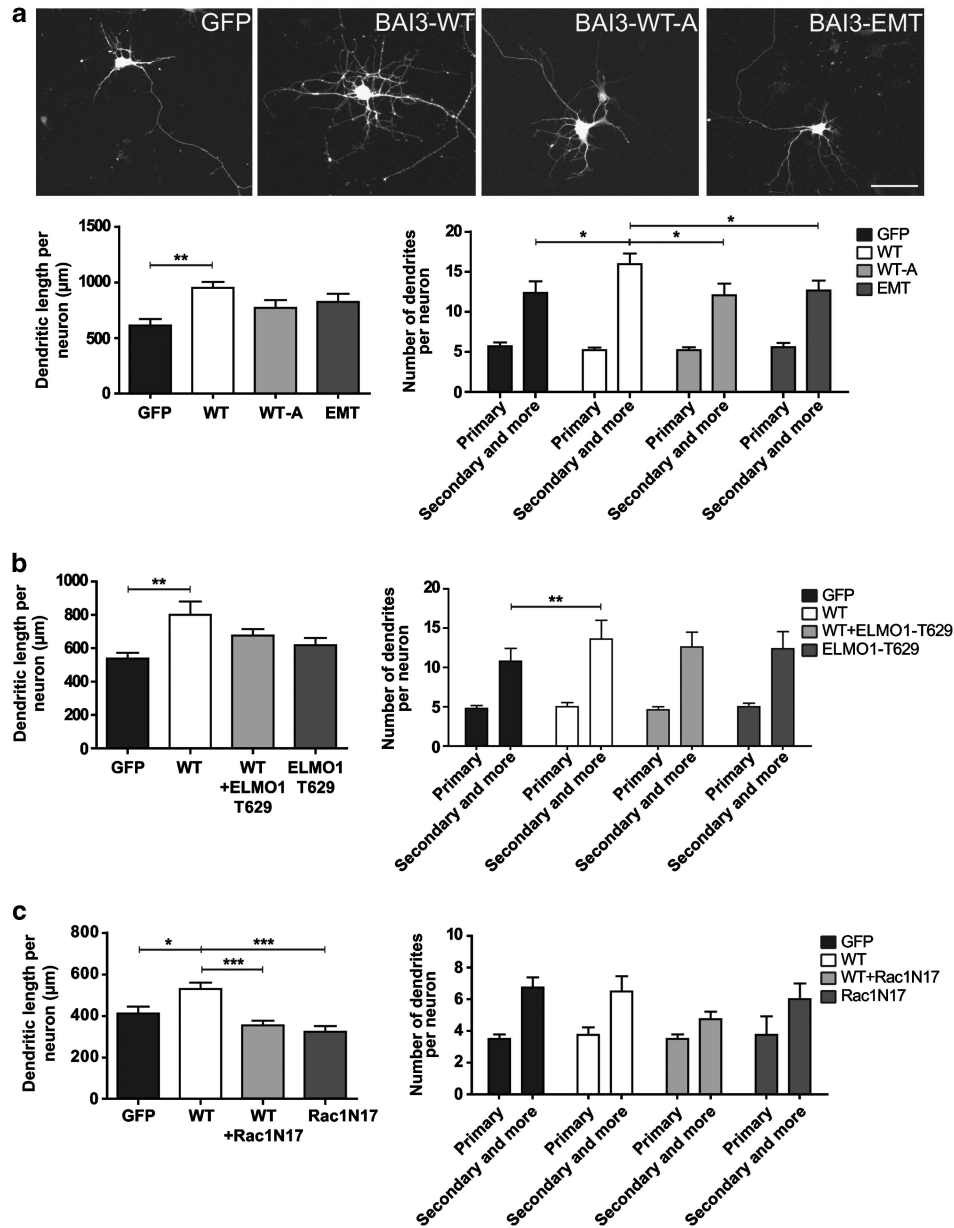 a
GFP
BAI3-WT
BAI3-WT-A
BAI3-EMT
Dendritic length per
neuron (µm)
1500
1000
500
0
**
GFP
WT
WT-A
EMT
Number of dendrites
per neuron
20
15
10
5
0
*
*
*
Primary
Secondary and more
Primary
Secondary and more
Primary
Secondary and more
Primary
Secondary and more
GFP
WT
WT-A
EMT
b
Dendritic length per
neuron (µm)
1000
800
600
400
200
0
**
GFP
WT
WT
+ELMO1
T629
ELMO1
T629
Number of dendrites
per neuron
20
15
10
5
0
**
Primary
Secondary and more
Primary
Secondary and more
Primary
Secondary and more
Primary
Secondary and more
GFP
WT
WT+ELMO1-T629
ELMO1-T629
c
Dendritic length per
neuron (µm)
800
600
400
200
0
*
***
***
GFP
WT
WT
+Rac1N17
Rac1N17
Number of dendrites
per neuron
10
8
6
4
2
0
Primary
Secondary and more
Primary
Secondary and more
Primary
Secondary and more
Primary
Secondary and more
GFP
WT
WT+Rac1N17
Rac1N17